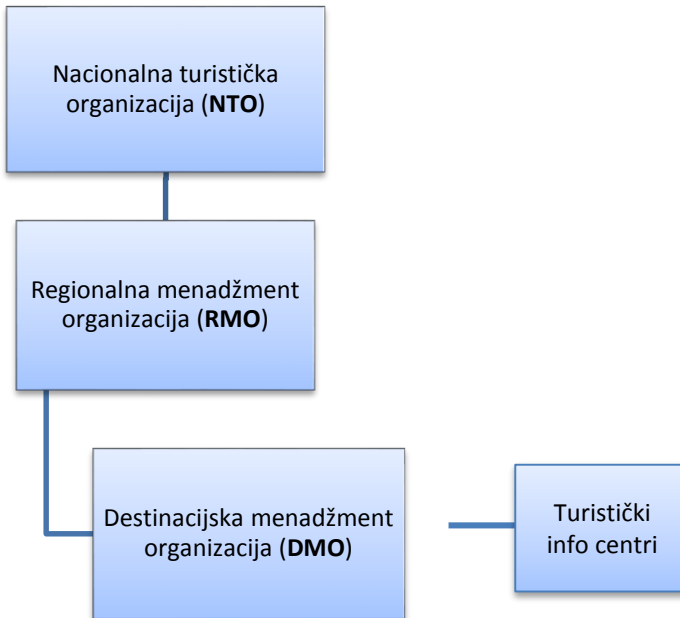 Nacionalna turistička
organizacija (NTO)
Regionalna menadžment
organizacija (RMO)
Destinacijska menadžment
organizacija (DMO)
Turistički
info centri